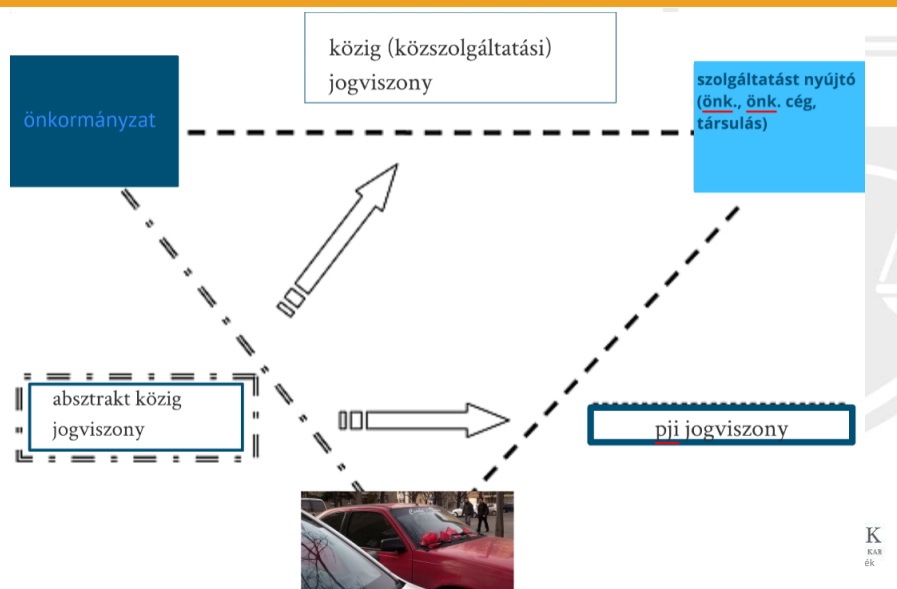 közig (közszolgáltatási)
jogviszony
önkormányzat
szolgáltatást nyújtó
(önk., önk. cég,
társulás)
absztrakt közig
jogviszony
pji jogviszony
K
KAR
ék